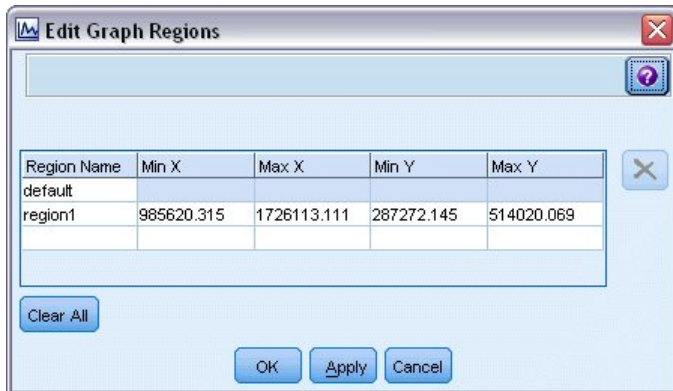 Edit Graph Regions
Region Name Min X Max X Min Y Max Y
default
region1 985620.315 1726113.111 287272.145 514020.069
Clear All
OK Apply Cancel